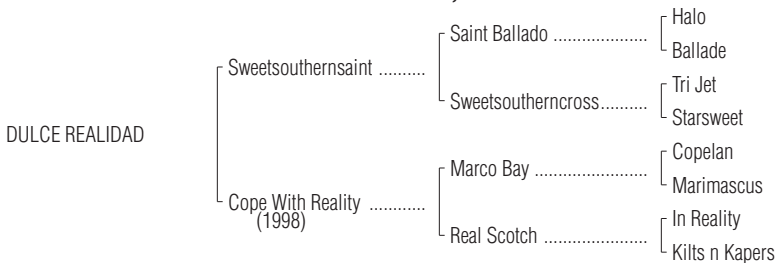 Halo
Saint Ballado ....................
Ballade
Sweetsouthernsaint ..........
Tri Jet
Sweetsoutherncross..........
Starsweet
DULCE REALIDAD
Copelan
Marco Bay ........................
Marimascus
Cope With Reality ............
(1998)
In Reality
Real Scotch ......................
Kilts n Kapers